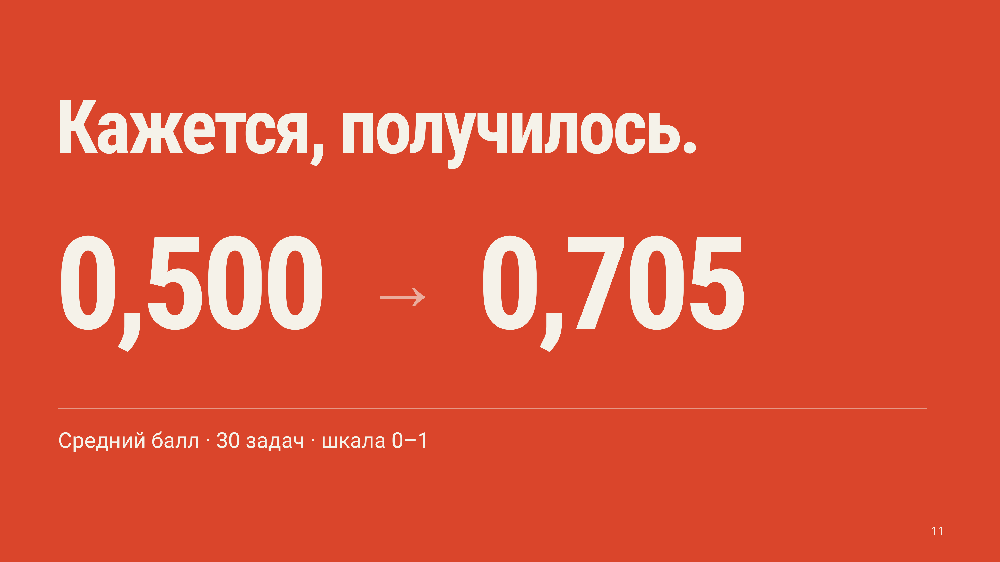 Кажется, получилось.
0,500 → 0,705
Средний балл · 30 задач · шкала 0–1
11